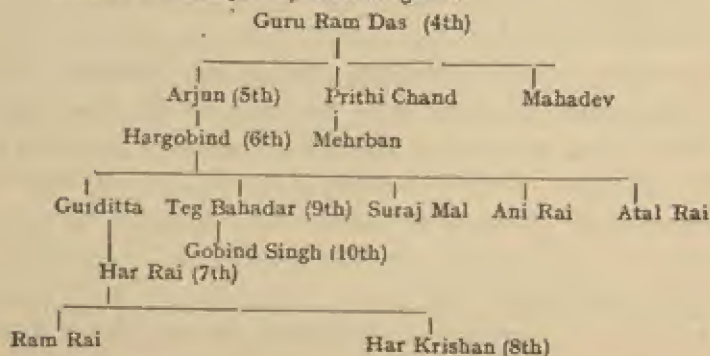 Guru Ram Das (4th)
Arjun (5th) Prithi Chand Mahadev
Hargobind (6th) Mehrban
Gurditta Teg Bahadar (9th) Suraj Mal Ani Rai Atal Rai
Gobind Singh (10th)
Har Rai (7th)
Ram Rai Har Krishan (8th)